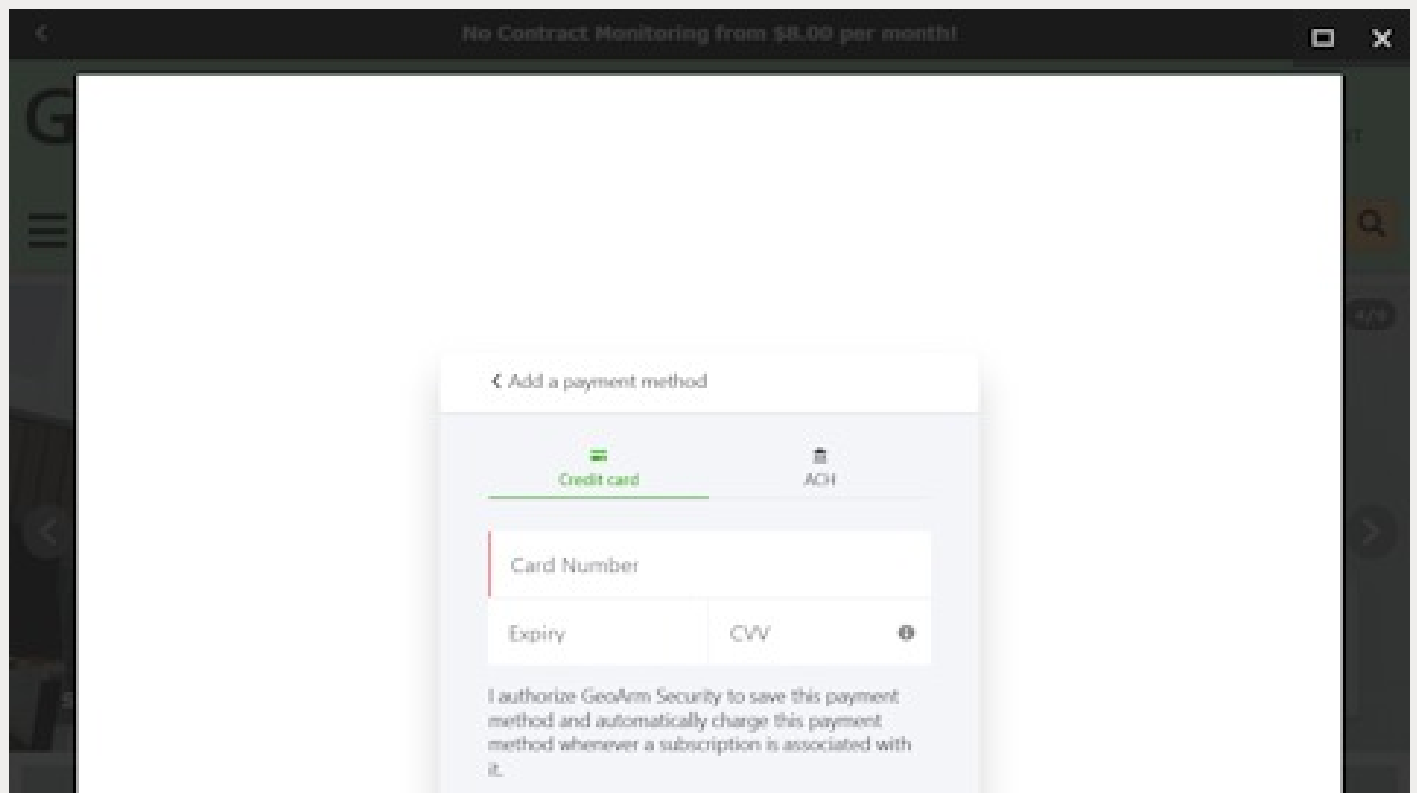 No Contract Monitoring from $8.00 per month!
G
Add a payment method
Credit card
ACH
Card Number
Expiry
CVV
I authorize GeoArm Security to save this payment
method and automatically charge this payment
method whenever a subscription is associated with
it.